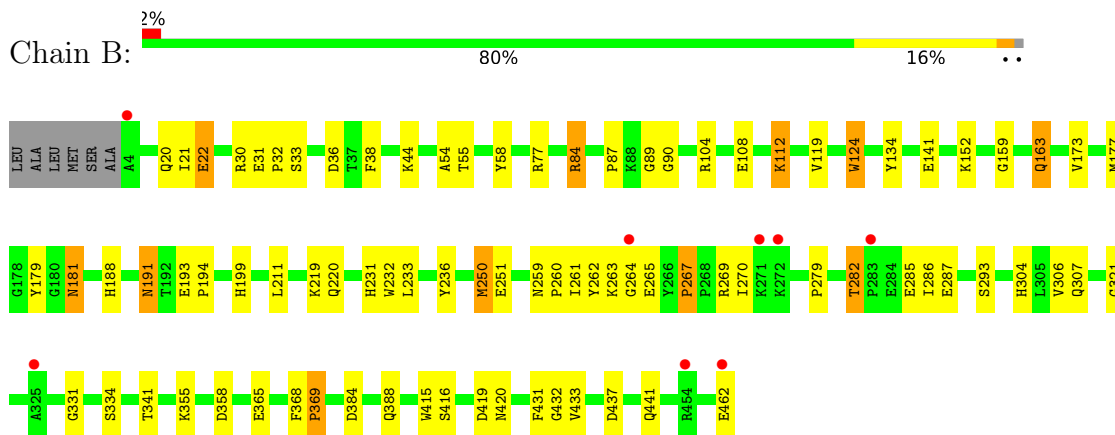 2%
Chain B:
80% 16% • •
LEU ALA LEU MET SER ALA A4 Q20 I21 E22 R30 E31 P32 S33 D36 T37 F38 K44 A54 T55 Y58 R77 R84 P87 K88 G89 G90 R104 E108 K112 V119 W124 Y134 E141 K152 G159 Q163 V173 M177
G178 Y179 G180 N181 H188 N191 T192 E193 P194 H199 L211 K219 Q220 H231 W232 L233 Y236 M250 E251 N259 P260 I261 Y262 K263 G264 E265 Y266 P267 P268 R269 I270 K271 K272 P279 T282 P283 E284 E285 I286 E287 S293 H304 L305 V306 Q307
A325 G331 S334 T341 K355 D358 E365 F368 P369 D384 Q388 W415 S416 D419 N420 F431 G432 V433 D437 Q441 R454 E462